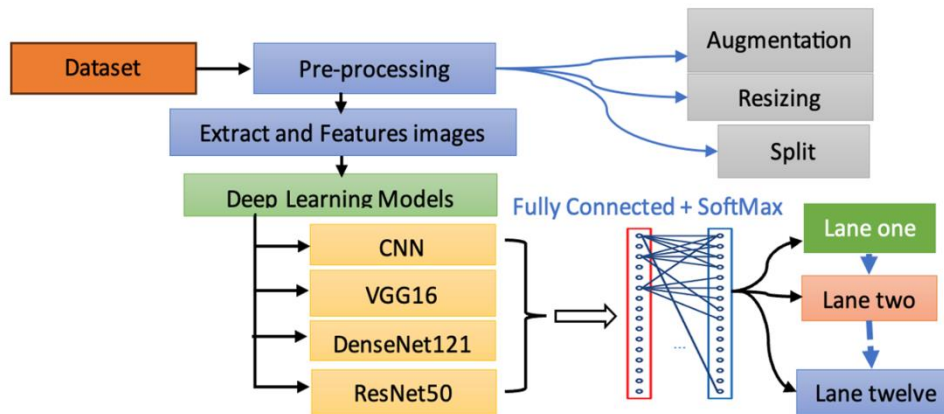 Dataset
Pre-processing
Augmentation
Resizing
Split
Extract and Features images
Deep Learning Models
CNN
VGG16
DenseNet121
ResNet50
Fully Connected + SoftMax
...
Lane one
Lane two
Lane twelve